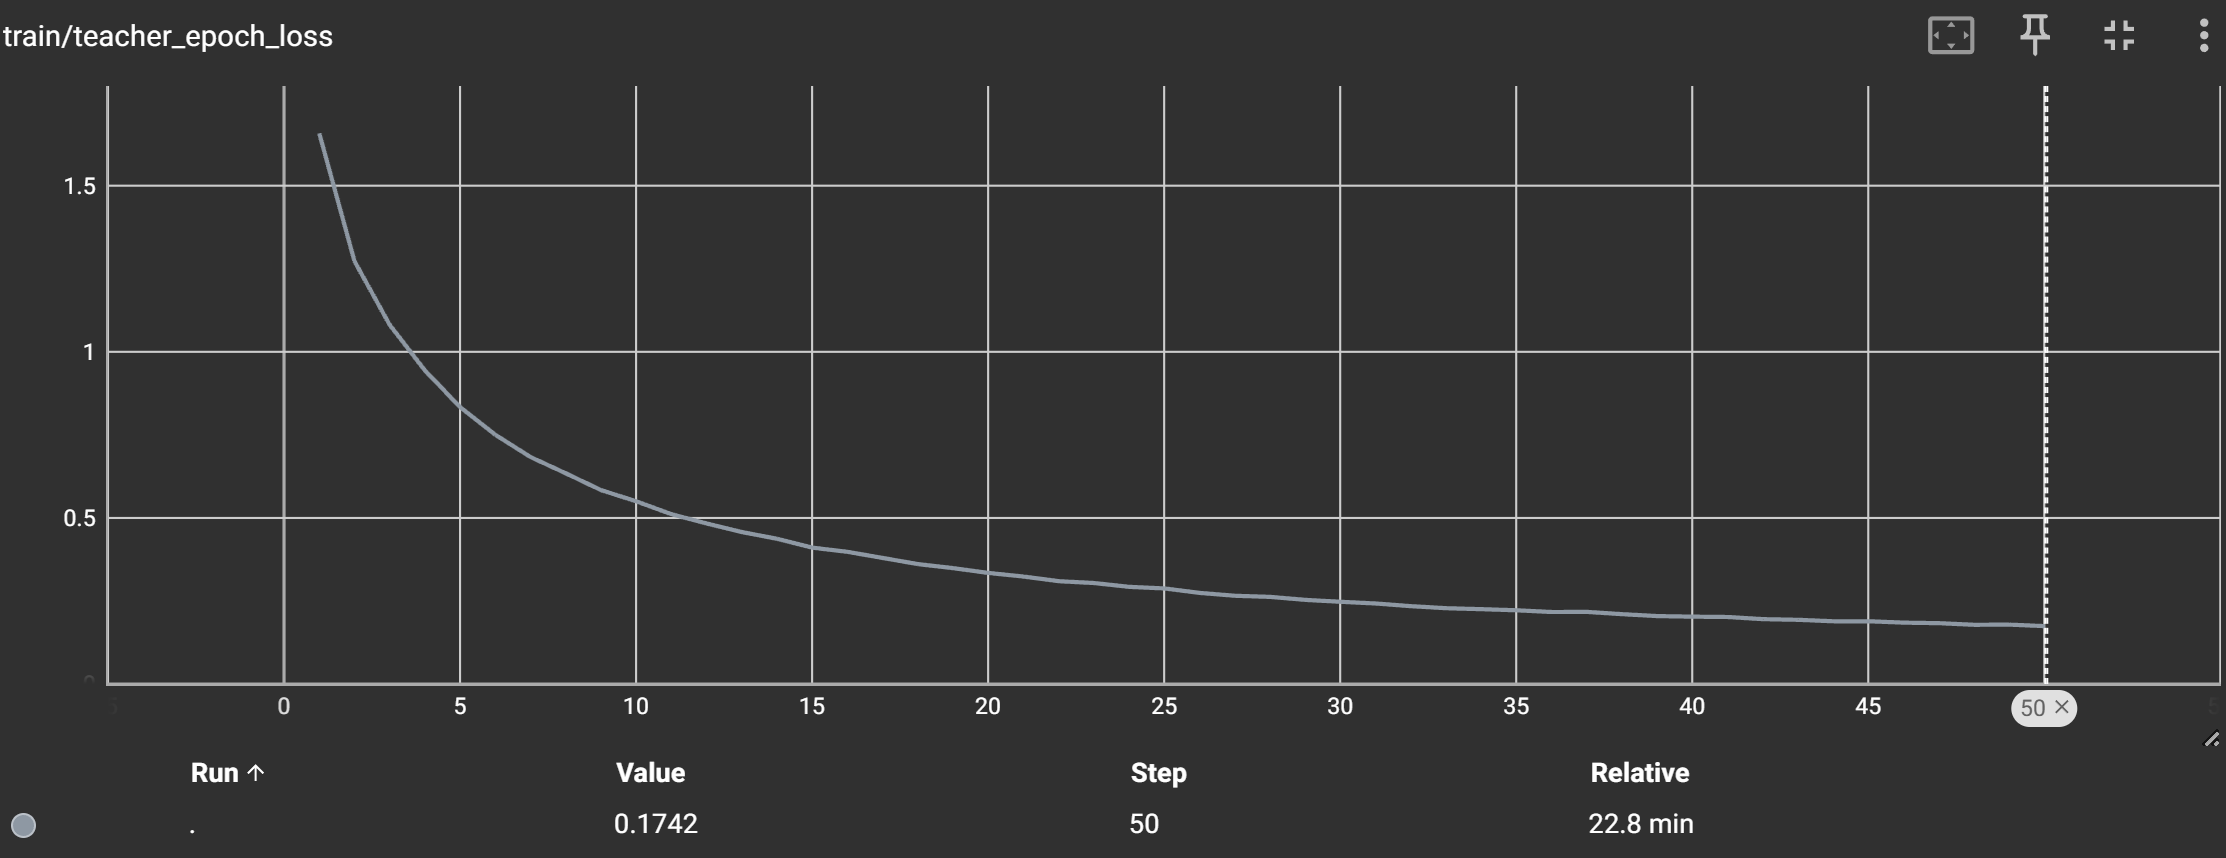 train/teacher_epoch_loss
1.5
1
0.5
0
0 5 10 15 20 25 30 35 40 45 50 ×
Run ↑ Value Step Relative
. 0.1742 50 22.8 min